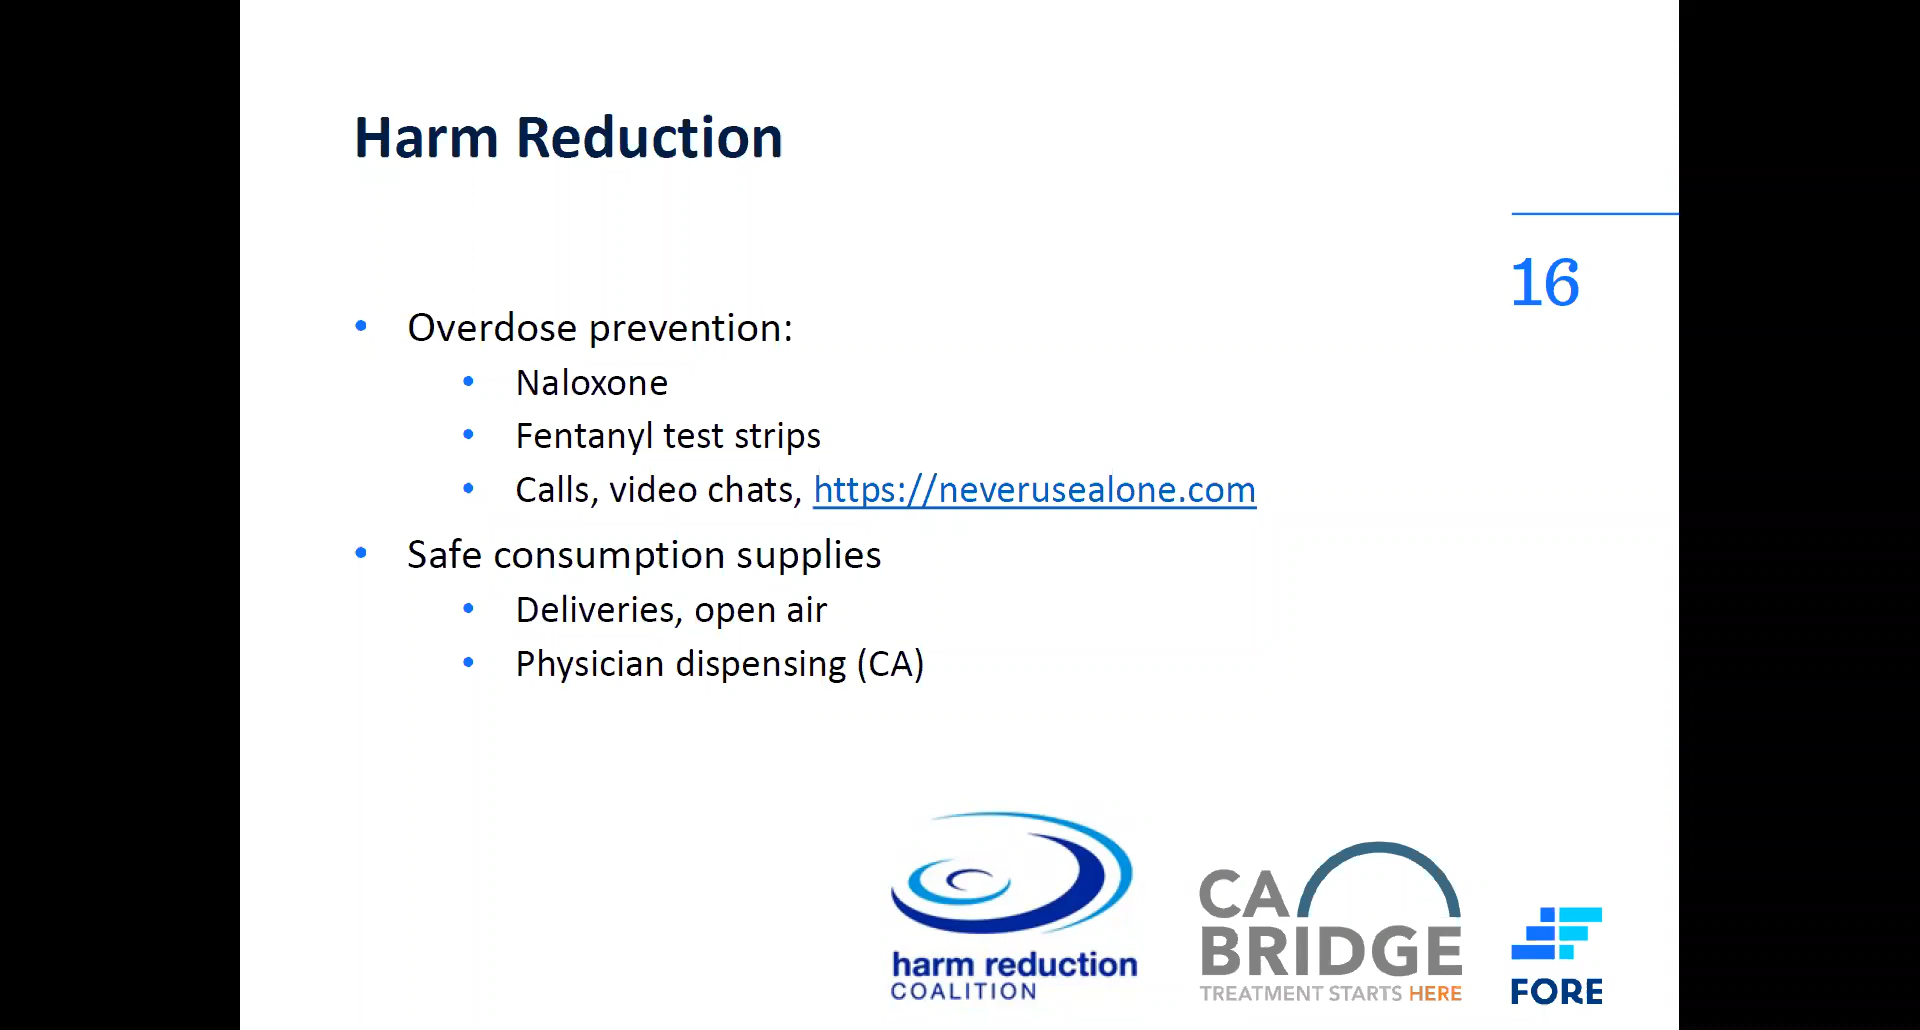 Harm Reduction
16
• Overdose prevention:
• Naloxone
• Fentanyl test strips
• Calls, video chats, https://neverusealone.com
• Safe consumption supplies
• Deliveries, open air
• Physician dispensing (CA)
harm reduction
COALITION
CA
BRIDGE
TREATMENT STARTS HERE
FORE